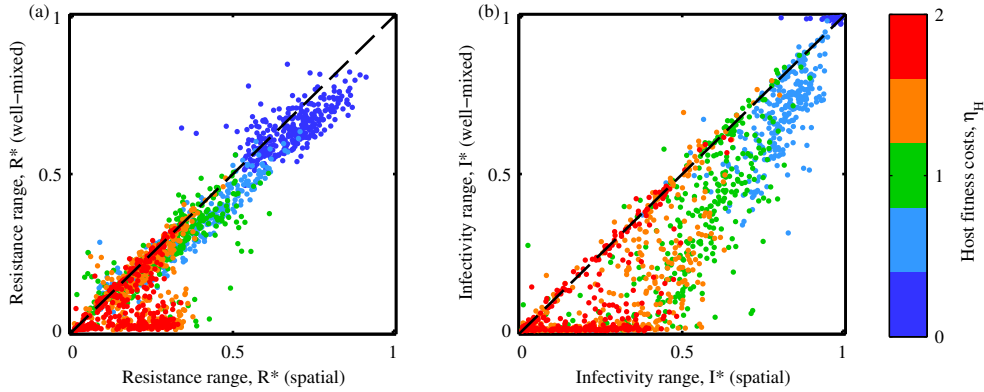 (a)
1
0.5
0
0
0.5
1
Resistance range, R* (well−mixed)
Resistance range, R* (spatial)
(b)
1
0.5
0
0
0.5
1
Infectivity range, I* (well−mixed)
Infectivity range, I* (spatial)
2
1
0
Host fitness costs, η_H